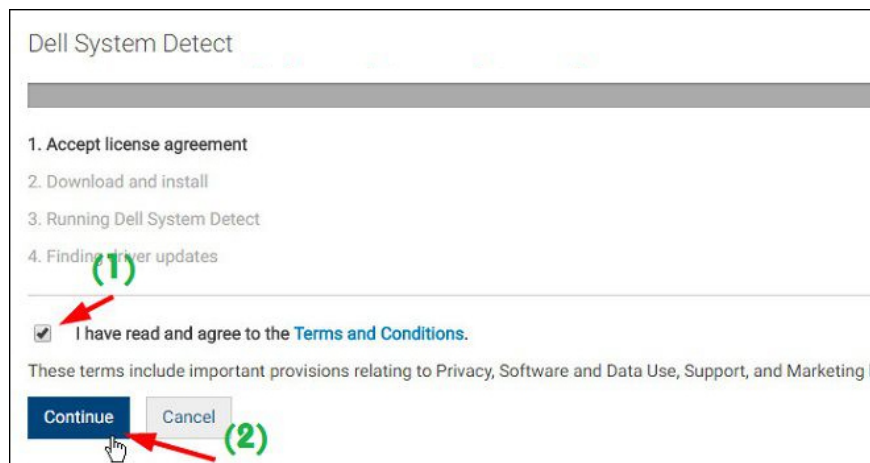 Dell System Detect
1. Accept license agreement
2. Download and install
3. Running Dell System Detect
4. Finding driver updates
(1)
I have read and agree to the Terms and Conditions.
These terms include important provisions relating to Privacy, Software and Data Use, Support, and Marketing
Continue Cancel
(2)